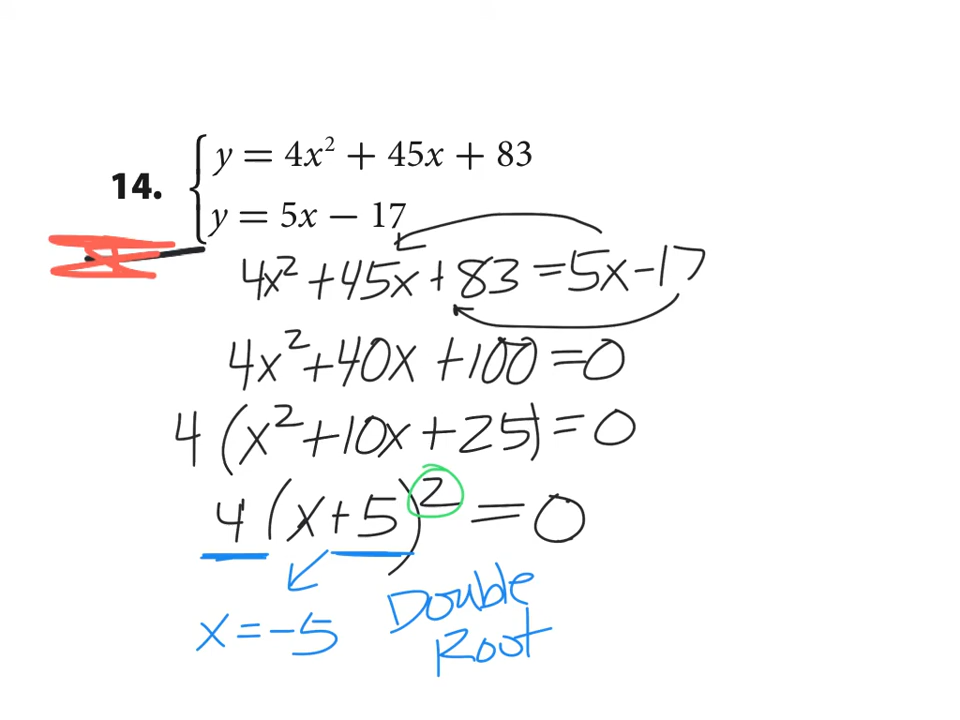 14. { y = 4x² + 45x + 83
y = 5x − 17
4x² + 45x + 83 = 5x − 17
4x² + 40x + 100 = 0
4 (x² + 10x + 25) = 0
4 (x + 5)² = 0
x = −5 Double
Root